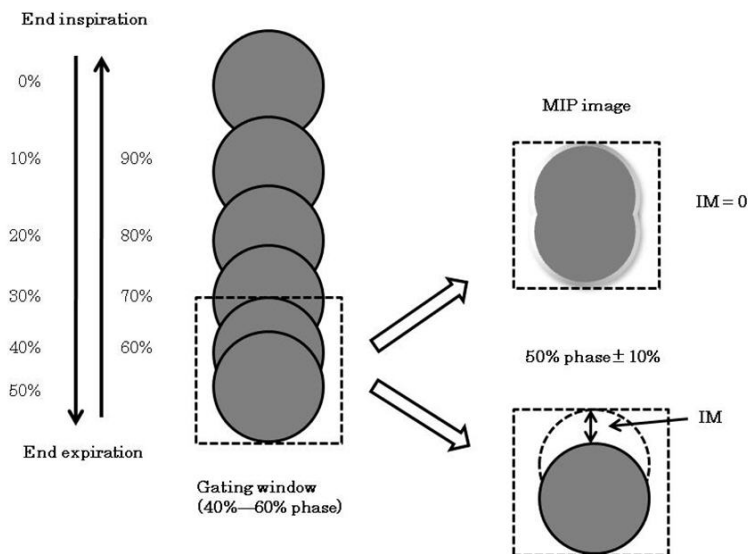 End inspiration
0%
10%
90%
20%
80%
30%
70%
40%
60%
50%
End expiration
Gating window
(40%—60% phase)
MIP image
IM = 0
50% phase ± 10%
IM